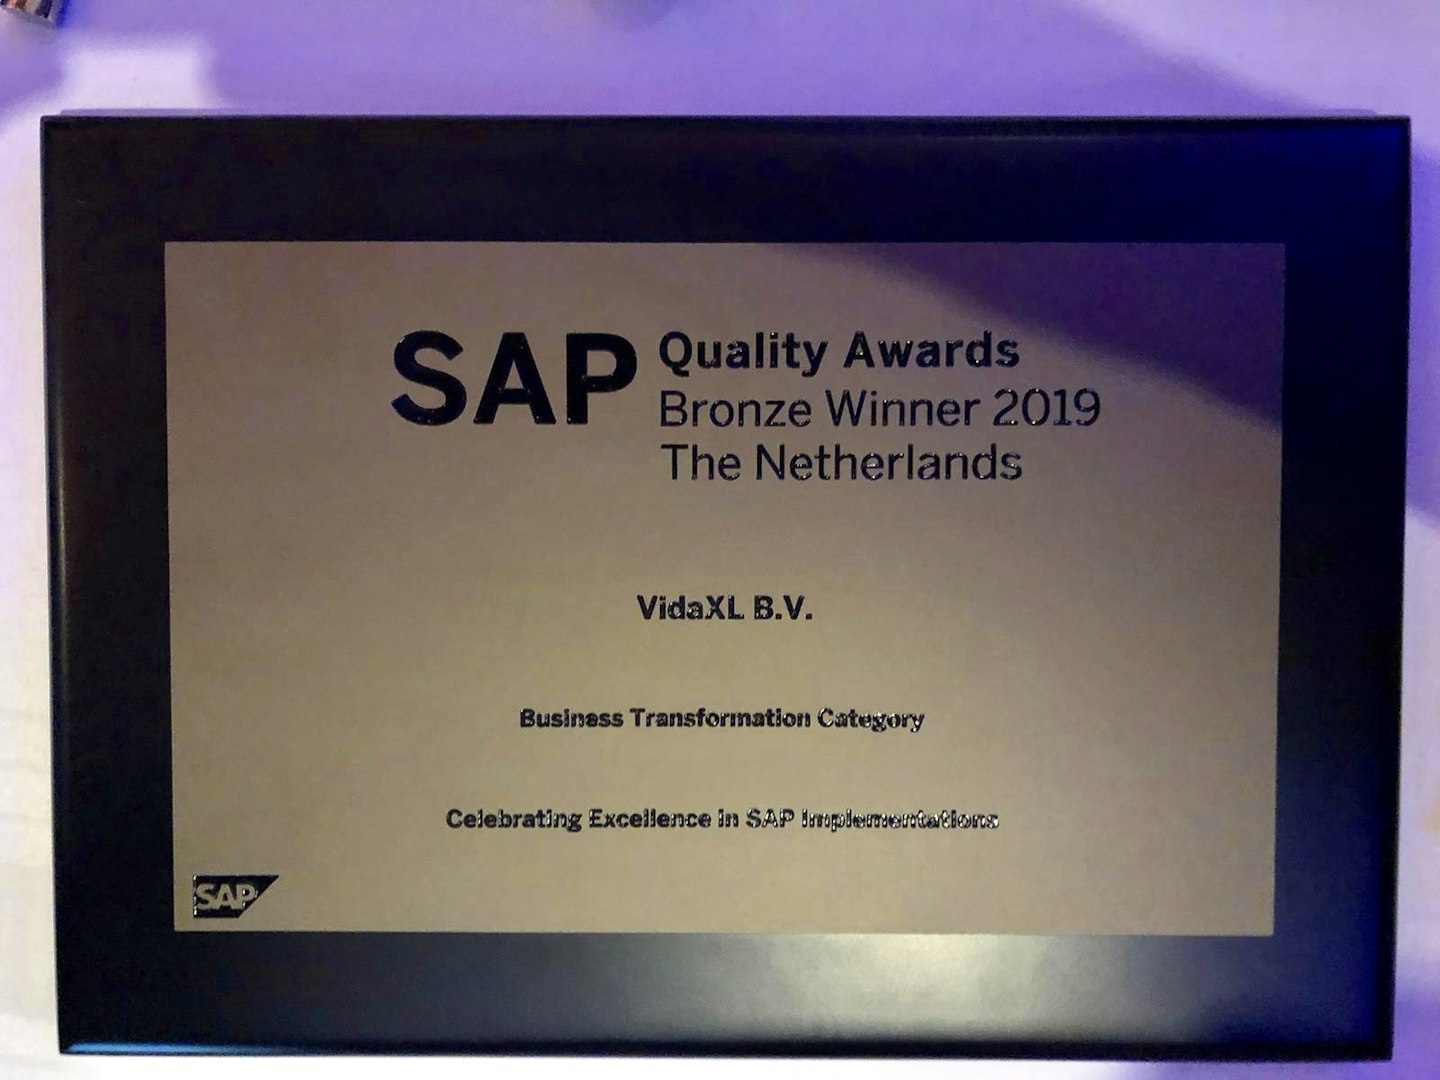 SAP Quality Awards
Bronze Winner 2019
The Netherlands
VidaXL B.V.
Business Transformation Category
Celebrating Excellence in SAP Implementations
SAP